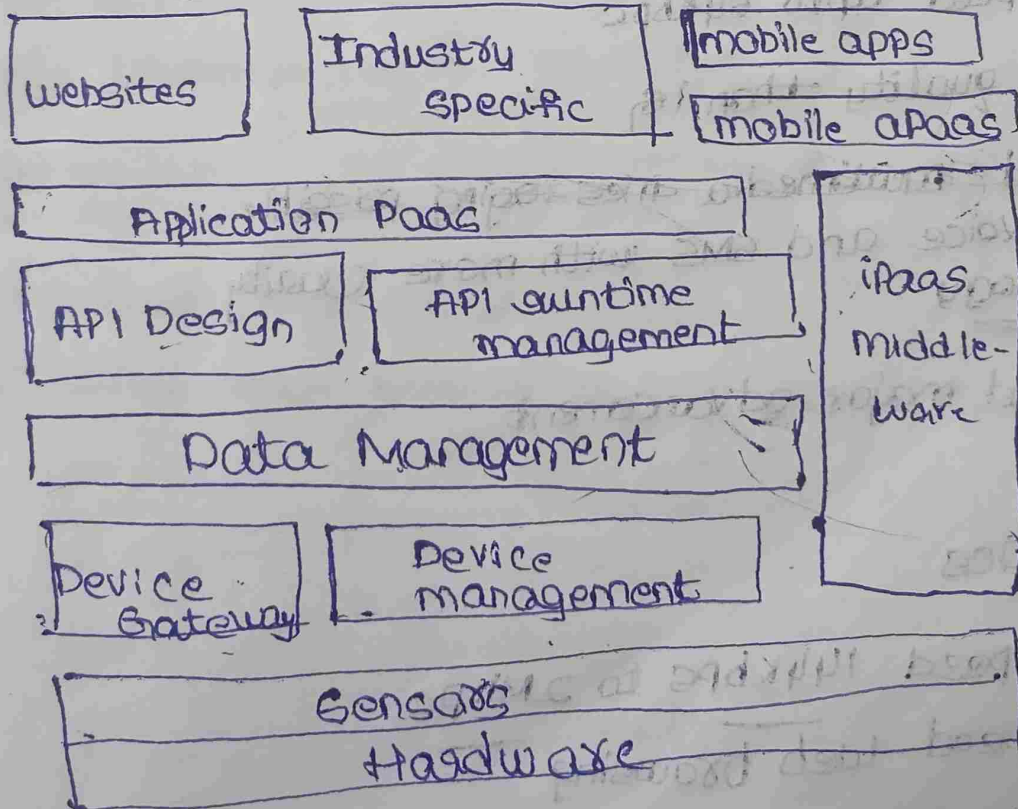 websites
Industry
specific
mobile apps
mobile apaas
Application Paas
API Design
API runtime
management
iPaas
middle-
ware
Data Management
Device
Gateway
Device
management
Sensors
Hardware